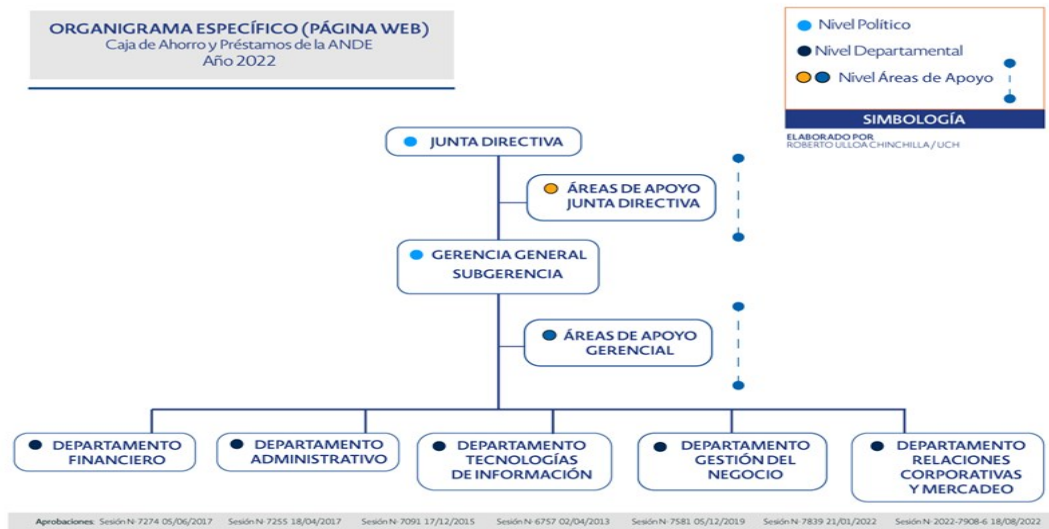 ORGANIGRAMA ESPECÍFICO (PÁGINA WEB)
Caja de Ahorro y Préstamos de la ANDE
Año 2022
Nivel Político
Nivel Departamental
Nivel Áreas de Apoyo
SIMBOLOGÍA
ELABORADO POR
ROBERTO ULLOA CHINCHILLA / UCH
JUNTA DIRECTIVA
ÁREAS DE APOYO
JUNTA DIRECTIVA
GERENCIA GENERAL
SUBGERENCIA
ÁREAS DE APOYO
GERENCIAL
DEPARTAMENTO
FINANCIERO
DEPARTAMENTO
ADMINISTRATIVO
DEPARTAMENTO
TECNOLOGÍAS
DE INFORMACIÓN
DEPARTAMENTO
GESTIÓN DEL
NEGOCIO
DEPARTAMENTO
RELACIONES
CORPORATIVAS
Y MERCADEO
Aprobaciones: Sesión N-7274 05/06/2017 Sesión N-7255 18/04/2017 Sesión N-7091 17/12/2015 Sesión N-6757 02/04/2013 Sesión N-7581 05/12/2019 Sesión N-7839 21/01/2022 Sesión N-2022-7908-6 18/08/2022